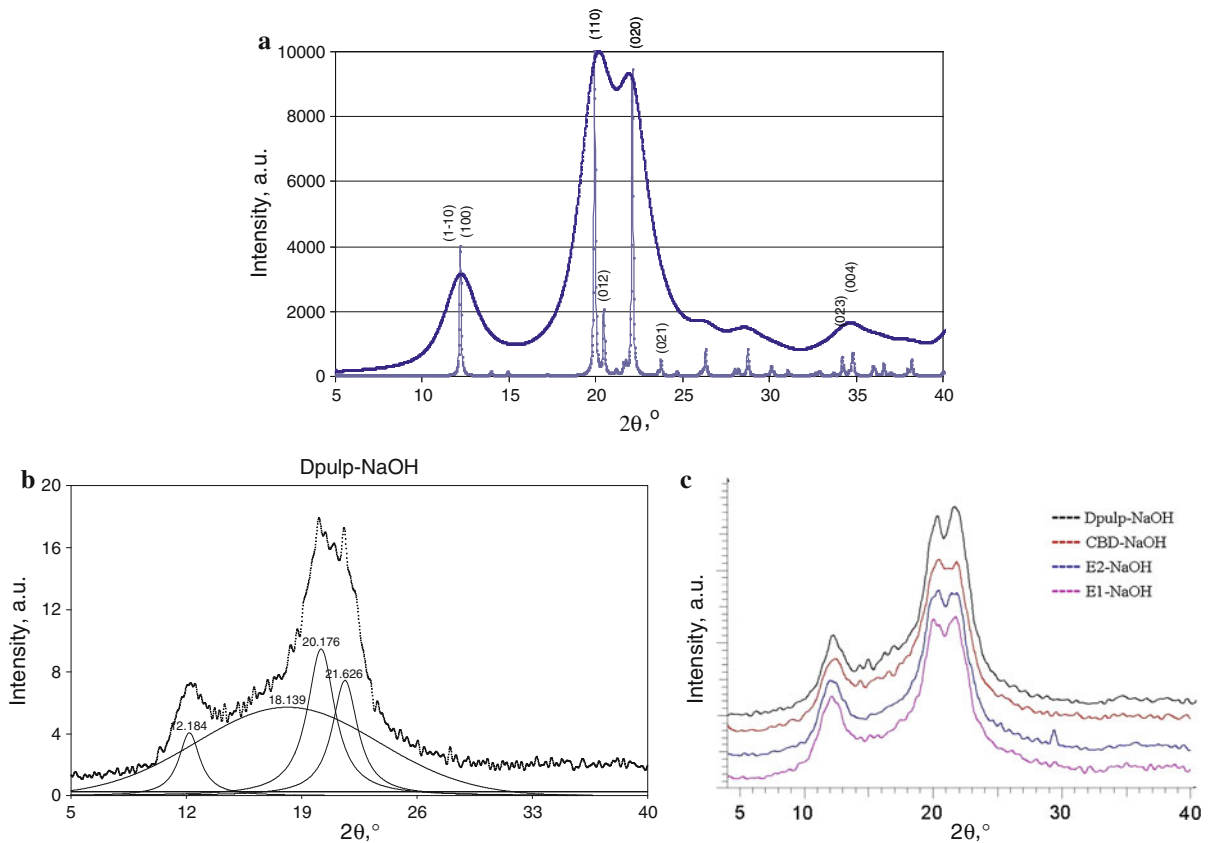 a
(110)
(020)
10000
8000
6000
4000
2000
0
Intensity, a.u.
(1-10)
(100)
(012)
(021)
(023)
(004)
5 10 15 20 25 30 35 40
2θ,°
b
Dpulp-NaOH
20
16
12
8
4
0
Intensity, a.u.
12.184
18.139
20.176
21.626
5 12 19 26 33 40
2θ,°
c
Intensity, a.u.
Dpulp-NaOH
CBD-NaOH
E2-NaOH
E1-NaOH
5 10 20 30 40
2θ,°